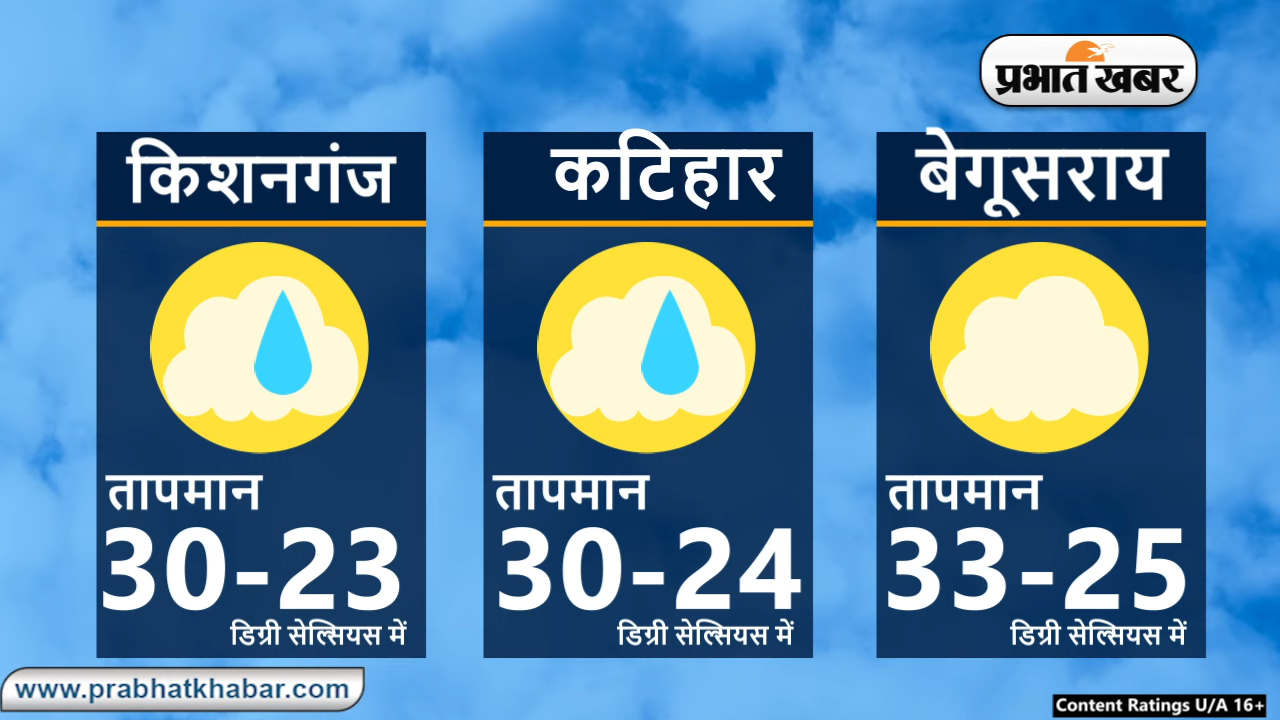 प्रभात खबर
किशनगंज
तापमान
30-23
डिग्री सेल्सियस में
कटिहार
तापमान
30-24
डिग्री सेल्सियस में
बेगूसराय
तापमान
33-25
डिग्री सेल्सियस में
www.prabhatkhabar.com
Content Ratings U/A 16+